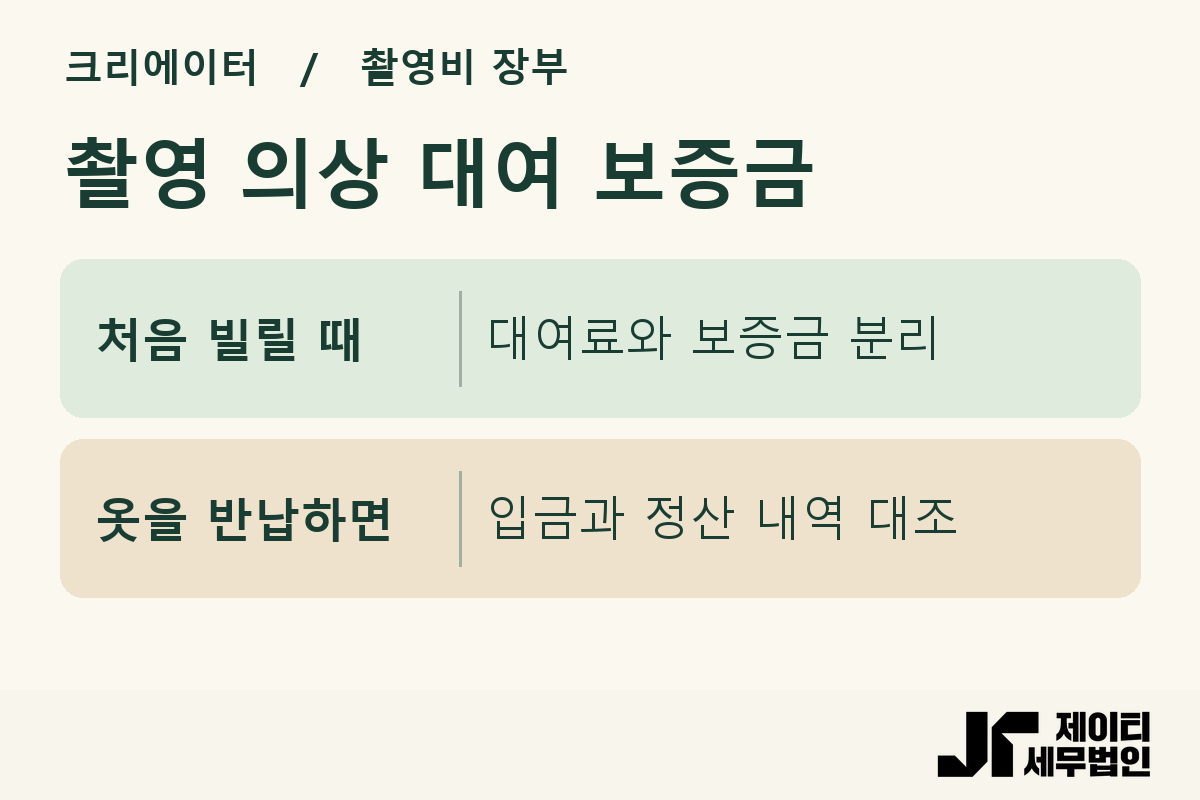 크리에이터 / 촬영비 장부
촬영 의상 대여 보증금
처음 빌릴 때
대여료와 보증금 분리
옷을 반납하면
입금과 정산 내역 대조
제이티
세무법인